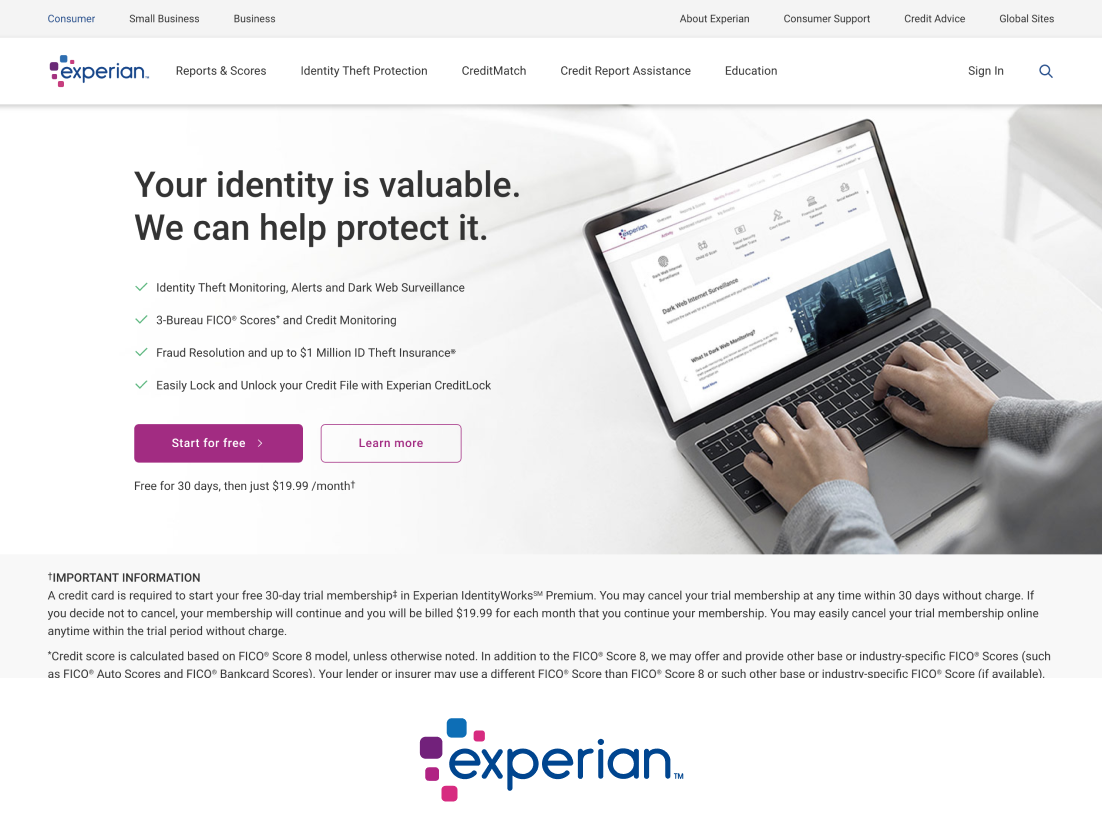 Consumer
Small Business
Business
About Experian
Consumer Support
Credit Advice
Global Sites
experian™
Reports & Scores
Identity Theft Protection
CreditMatch
Credit Report Assistance
Education
Sign In
Your identity is valuable.
We can help protect it.
Identity Theft Monitoring, Alerts and Dark Web Surveillance
3-Bureau FICO® Scores* and Credit Monitoring
Fraud Resolution and up to $1 Million ID Theft Insurance®
Easily Lock and Unlock your Credit File with Experian CreditLock
Start for free
Learn more
Free for 30 days, then just $19.99 /month†
experian
Dark Web Internet Surveillance
Dark Web Internet Surveillance
What is Dark Web Monitoring?
†IMPORTANT INFORMATION
A credit card is required to start your free 30-day trial membership‡ in Experian IdentityWorks℠ Premium. You may cancel your trial membership at any time within 30 days without charge. If
you decide not to cancel, your membership will continue and you will be billed $19.99 for each month that you continue your membership. You may easily cancel your trial membership online
anytime within the trial period without charge.
*Credit score is calculated based on FICO® Score 8 model, unless otherwise noted. In addition to the FICO® Score 8, we may offer and provide other base or industry-specific FICO® Scores (such
as FICO® Auto Scores and FICO® Bankcard Scores). Your lender or insurer may use a different FICO® Score than FICO® Score 8 or such other base or industry-specific FICO® Score (if available).
experian™